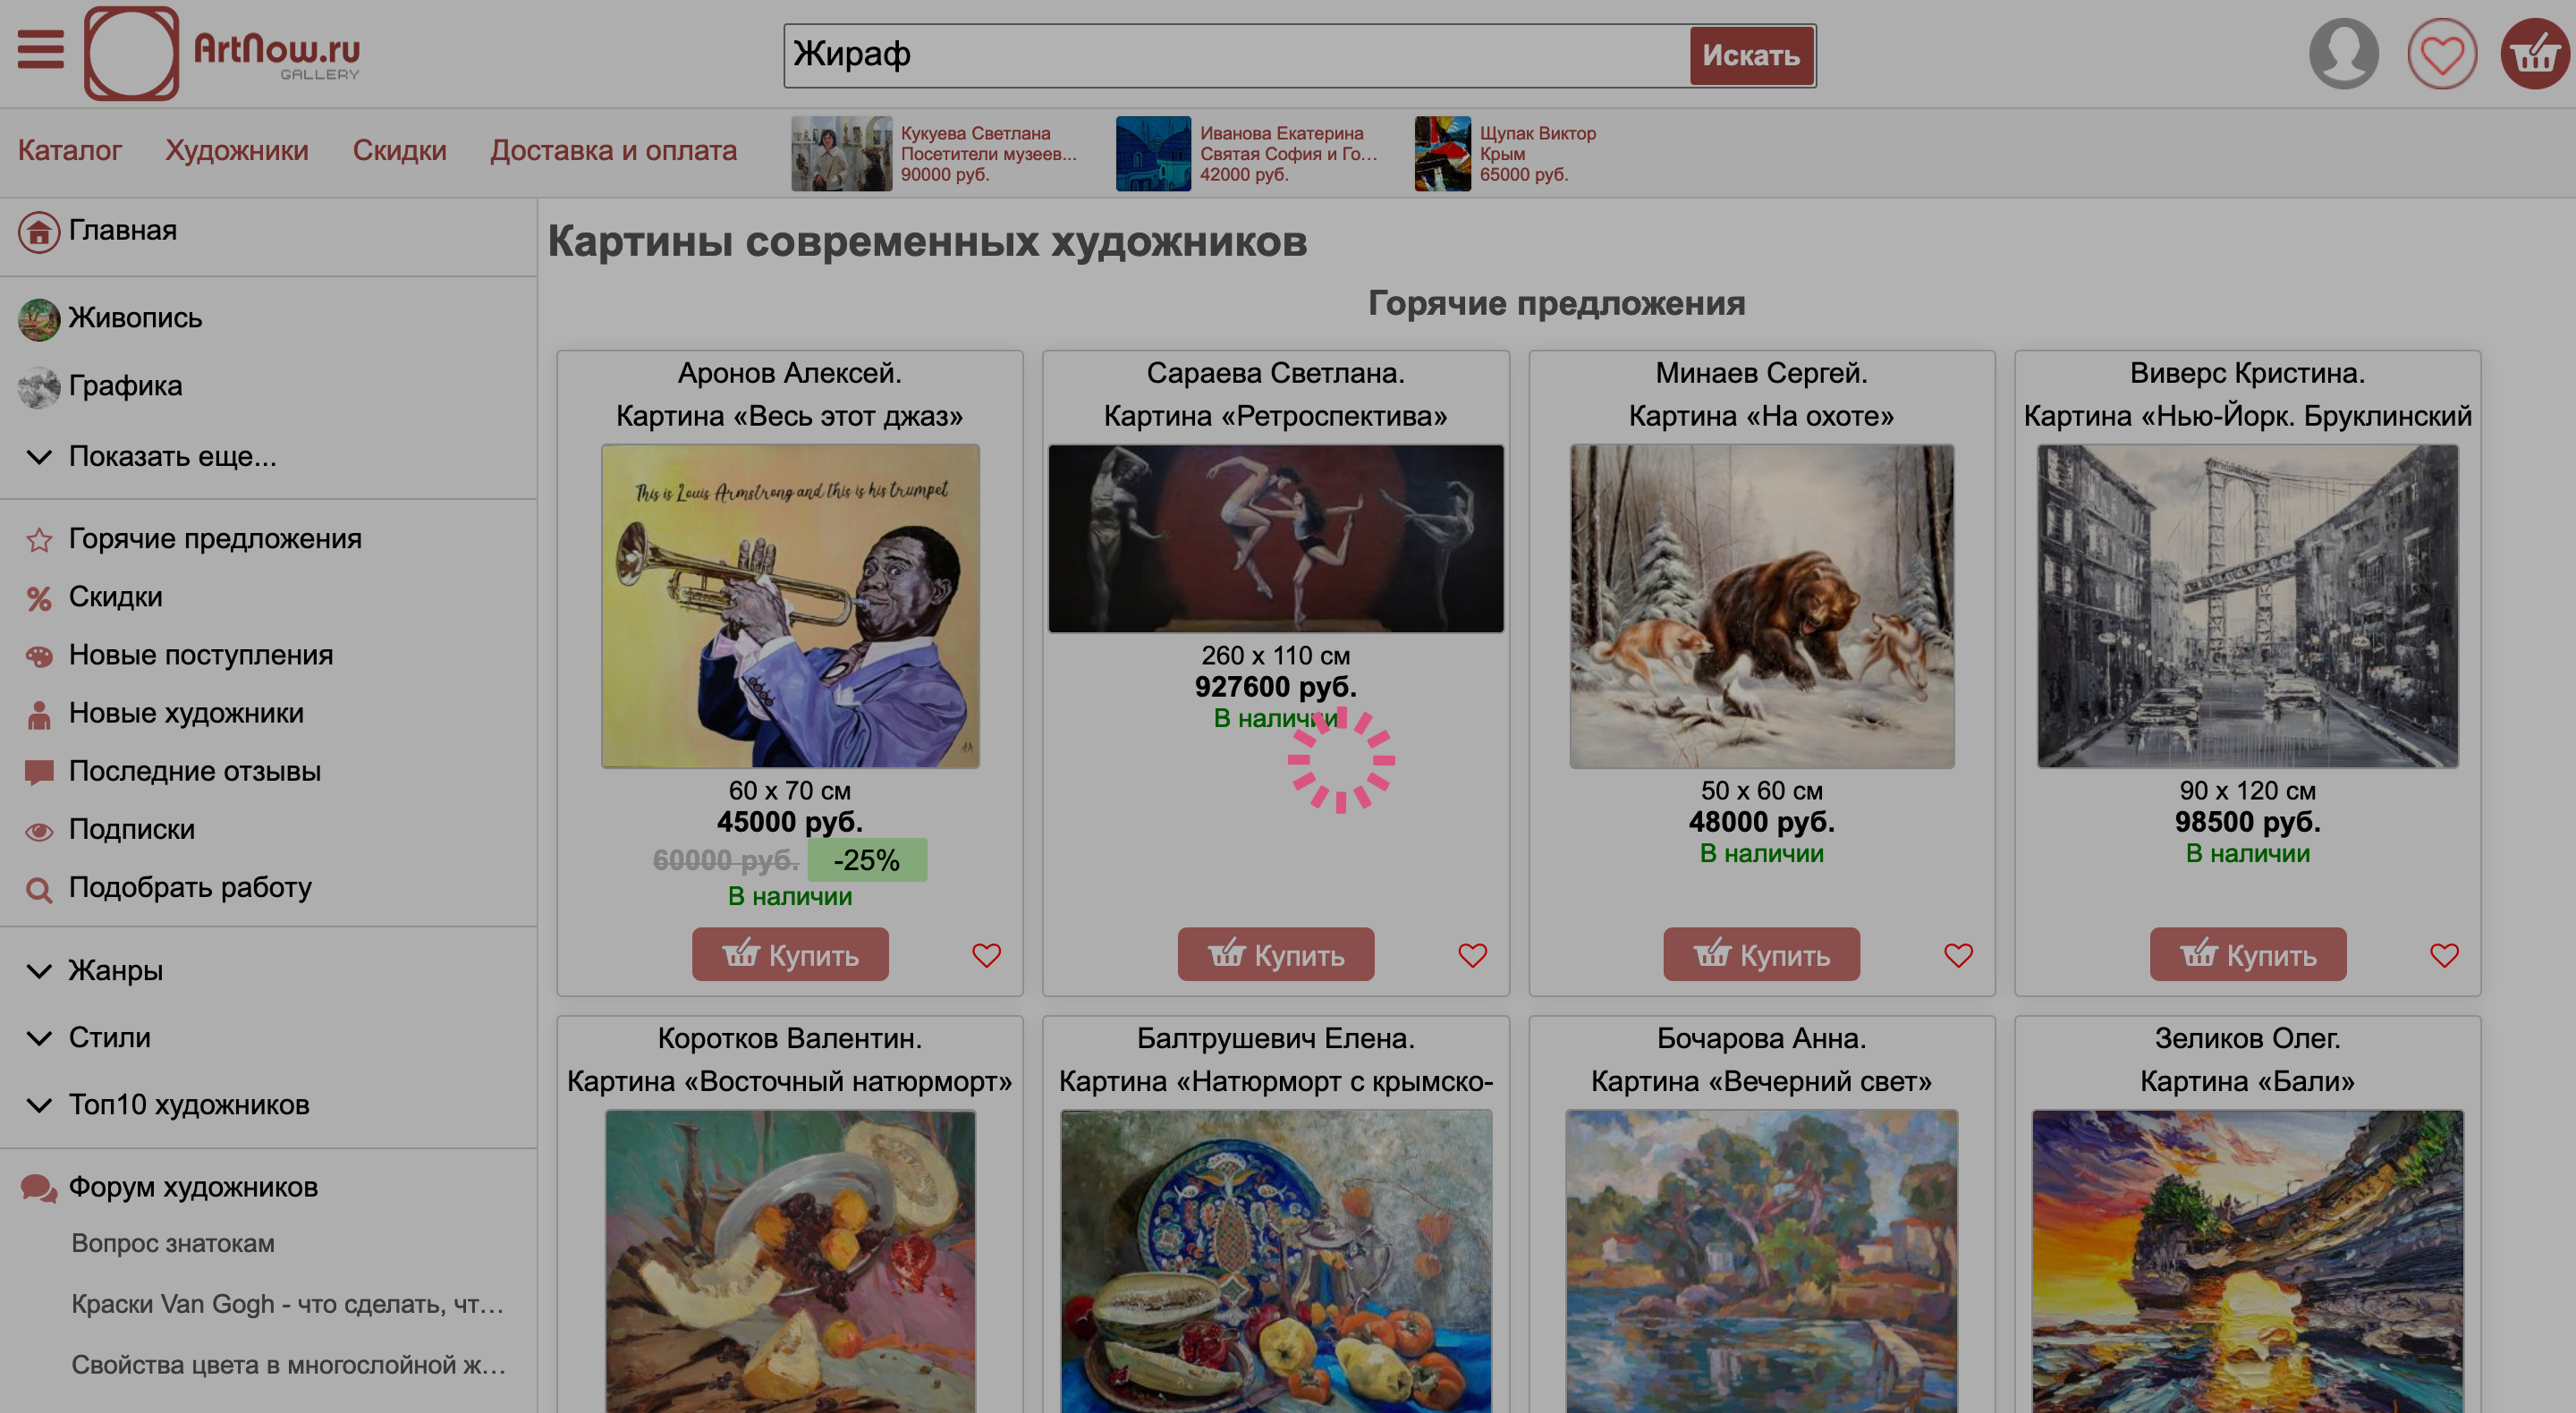 ArtNow.ru
GALLERY
Жираф
Искать
Каталог
Художники
Скидки
Доставка и оплата
Кукуева Светлана
Посетители музеев...
90000 руб.
Иванова Екатерина
Святая София и Го...
42000 руб.
Щупак Виктор
Крым
65000 руб.
Главная
Живопись
Графика
Показать еще...
Горячие предложения
Скидки
Новые поступления
Новые художники
Последние отзывы
Подписки
Подобрать работу
Жанры
Стили
Топ10 художников
Форум художников
Вопрос знатокам
Краски Van Gogh - что сделать, чт...
Свойства цвета в многослойной ж...
Картины современных художников
Горячие предложения
Аронов Алексей.
Картина «Весь этот джаз»
This is Louis Armstrong and this is his trumpet
60 x 70 см
45000 руб.
60000 руб. -25%
В наличии
Купить
Сараева Светлана.
Картина «Ретроспектива»
260 x 110 см
927600 руб.
В наличии
Купить
Минаев Сергей.
Картина «На охоте»
50 x 60 см
48000 руб.
В наличии
Купить
Виверс Кристина.
Картина «Нью-Йорк. Бруклинский
90 x 120 см
98500 руб.
В наличии
Купить
Коротков Валентин.
Картина «Восточный натюрморт»
Балтрушевич Елена.
Картина «Натюрморт с крымско-
Бочарова Анна.
Картина «Вечерний свет»
Зеликов Олег.
Картина «Бали»